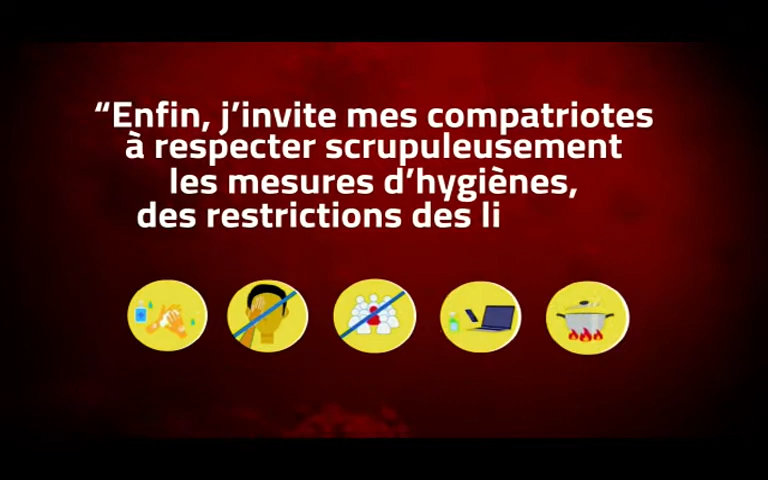 “Enfin, j’invite mes compatriotes
à respecter scrupuleusement
les mesures d’hygiènes,
des restrictions des li